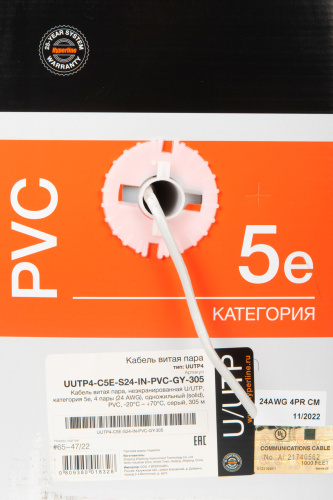 25-YEAR SYSTEM
Hyperline
WARRANTY
PVC
5e
КАТЕГОРИЯ
Кабель витая пара
тип: UUTP4
Артикул
UUTP4-C5E-S24-IN-PVC-GY-305
Кабель витая пара, неэкранированная U/UTP,
категория 5e, 4 пары (24 AWG), одножильный (solid),
PVC, -20°C – +70°C, серый, 305 м
UUTP4-C5E-S24-IN-PVC-GY-305
#65-47/22
EAC
U/UTP
24AWG 4PR CM
11/2022
COMMUNICATIONS CABLE
1000 FEET